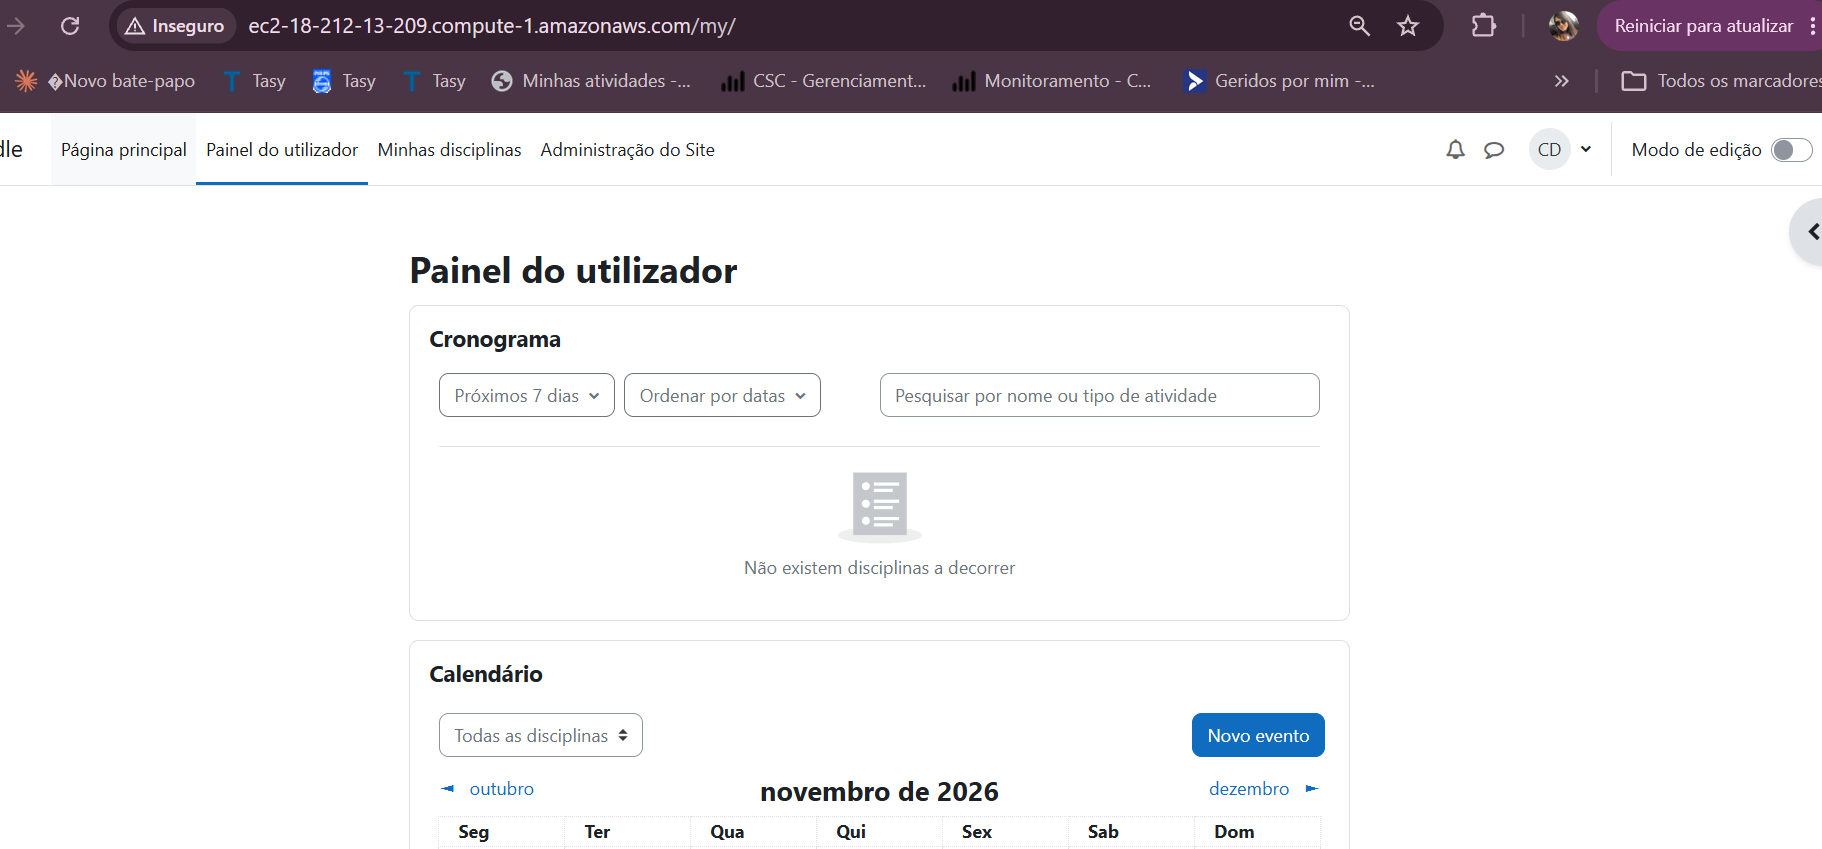 Inseguro ec2-18-212-13-209.compute-1.amazonaws.com/my/ Reiniciar para atualizar
�Novo bate-papo Tasy Tasy Tasy Minhas atividades -... CSC - Gerenciament... Monitoramento - C... Geridos por mim -... » Todos os marcadores
dle Página principal Painel do utilizador Minhas disciplinas Administração do Site CD Modo de edição
Painel do utilizador
Cronograma
Próximos 7 dias Ordenar por datas Pesquisar por nome ou tipo de atividade
Não existem disciplinas a decorrer
Calendário
Todas as disciplinas Novo evento
◄ outubro novembro de 2026 dezembro ►
Seg Ter Qua Qui Sex Sab Dom